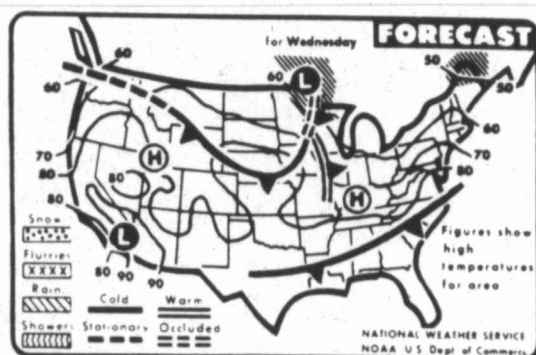 FORECAST
for Wednesday
60
60
60
50
50
L
60
70
80
70
80
80
80
H
H
L
80
90
90
Snow
Flurries
Rain
Showers
Cold
Warm
Stationary
Occluded
Figures show
high
temperatures
for area
NATIONAL WEATHER SERVICE
NOAA U S Dept of Commerce